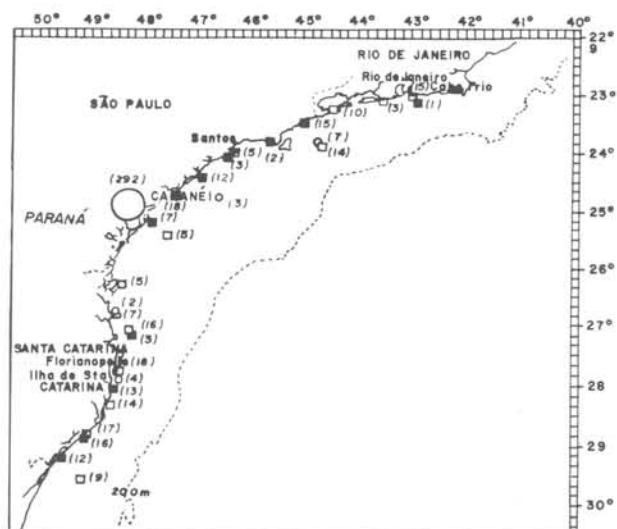 50° 49° 48° 47° 46° 45° 44° 43° 42° 41° 40°
22°
RIO DE JANEIRO
Rio de Janeiro
(15) Cabo Frio
23°
SÃO PAULO
(10) (3) (1)
(15)
Santos
(7)
(5) (2) (14)
24°
(3)
(12)
(292)
CANANÉIO
(18) (3)
PARANÁ
(7)
25°
(8)
26°
(5)
(2)
(7)
(16)
27°
(3)
SANTA CATARINA
Florianopolis (18)
Ilha de Sta. (4)
CATARINA (13)
28°
(14)
(17)
(16)
29°
(12)
(9)
200m
30°